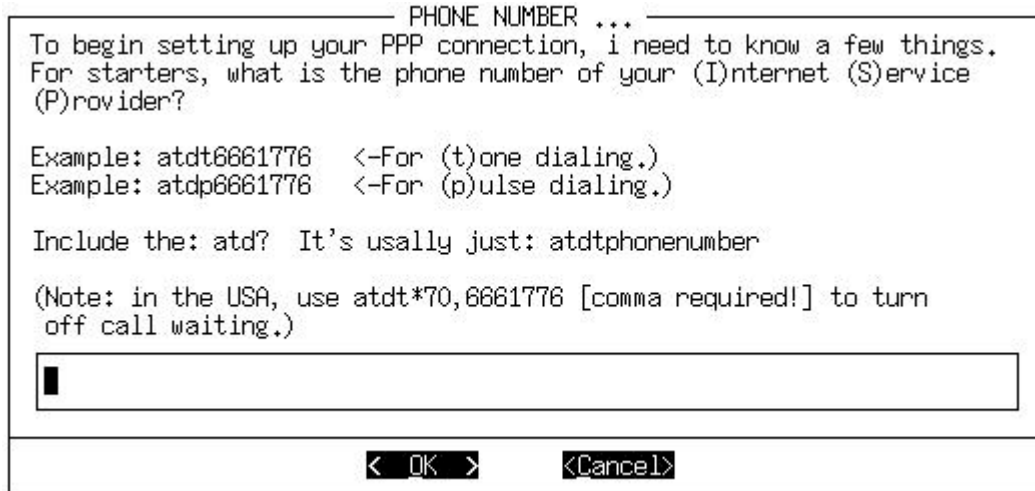 PHONE NUMBER ...
To begin setting up your PPP connection, i need to know a few things.
For starters, what is the phone number of your (I)nternet (S)ervice
(P)rovider?
Example: atdt6661776   <-For (t)one dialing.)
Example: atdp6661776   <-For (p)ulse dialing.)
Include the: atd?  It's usally just: atdtphonenumber
(Note: in the USA, use atdt*70,6661776 [comma required!] to turn
off call waiting.)
<  OK  >       <Cancel>